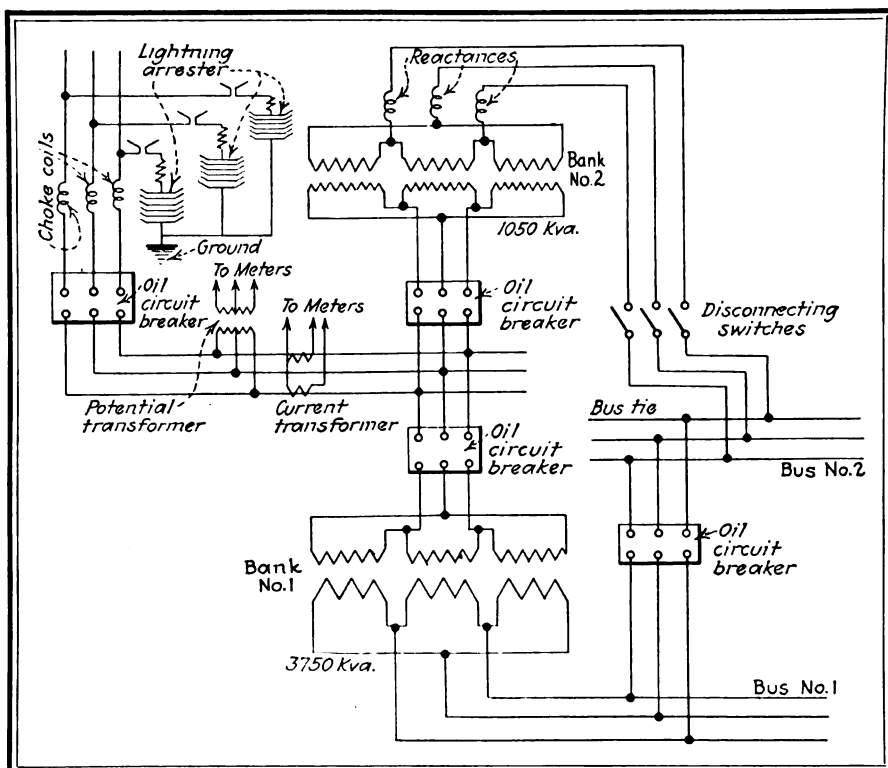 Lightning
arrester
Reactances
Choke coils
Bank
No.2
1050 Kva.
Ground
To Meters
Oil
circuit
breaker
To Meters
Oil
circuit
breaker
Disconnecting
switches
Potential
transformer
Current
transformer
Bus tie
Oil
circuit
breaker
Bus No.2
Oil
circuit
breaker
Bank
No.1
3750 Kva.
Bus No.1